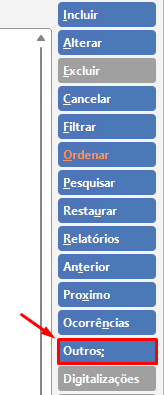 Incluir
Alterar
Excluir
Cancelar
Filtrar
Ordenar
Pesquisar
Restaurar
Relatórios
Anterior
Proximo
Ocorrências
Outros:
Digitalizações